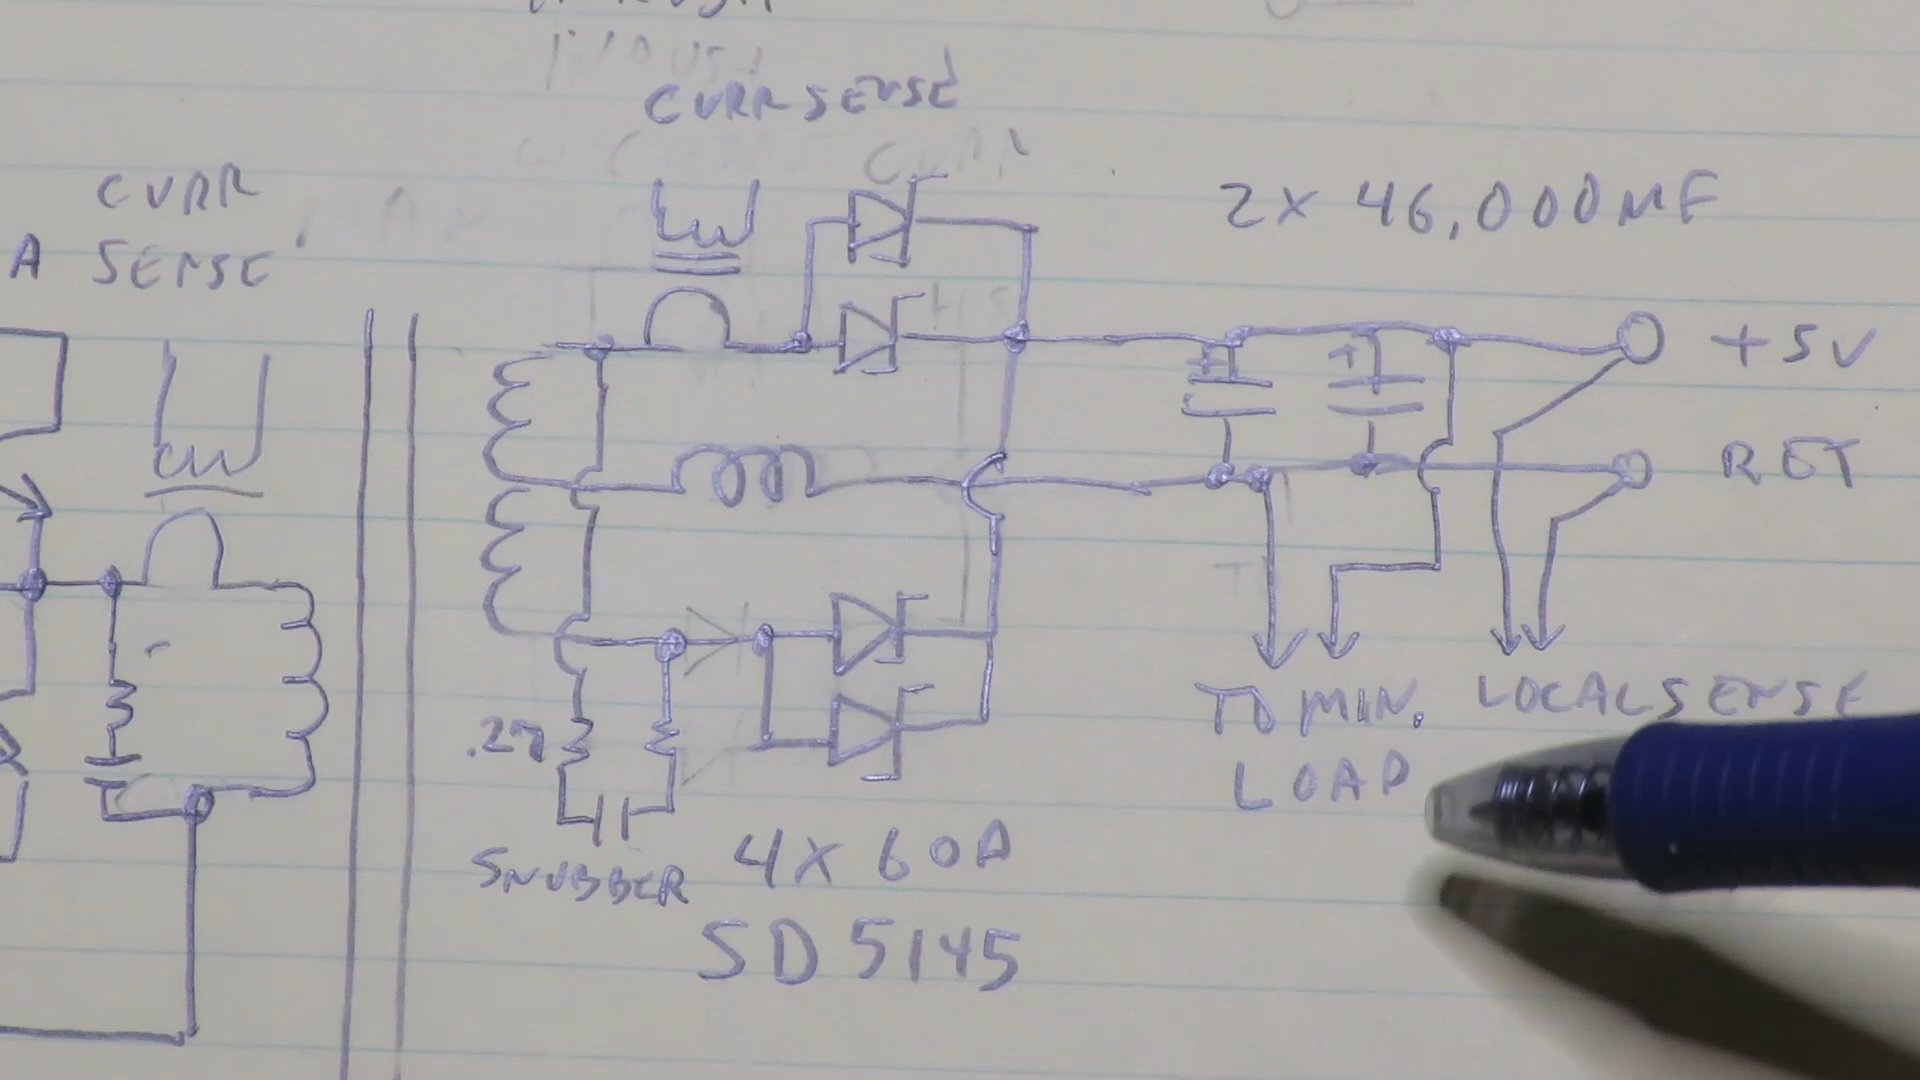 CURR SENSE
CURR
A SENSE
2X 46,000MF
+5V
RET
TO MIN.
LOAD
LOCAL SENSE
.27
SNUBBER
4X 60A
SD 5145